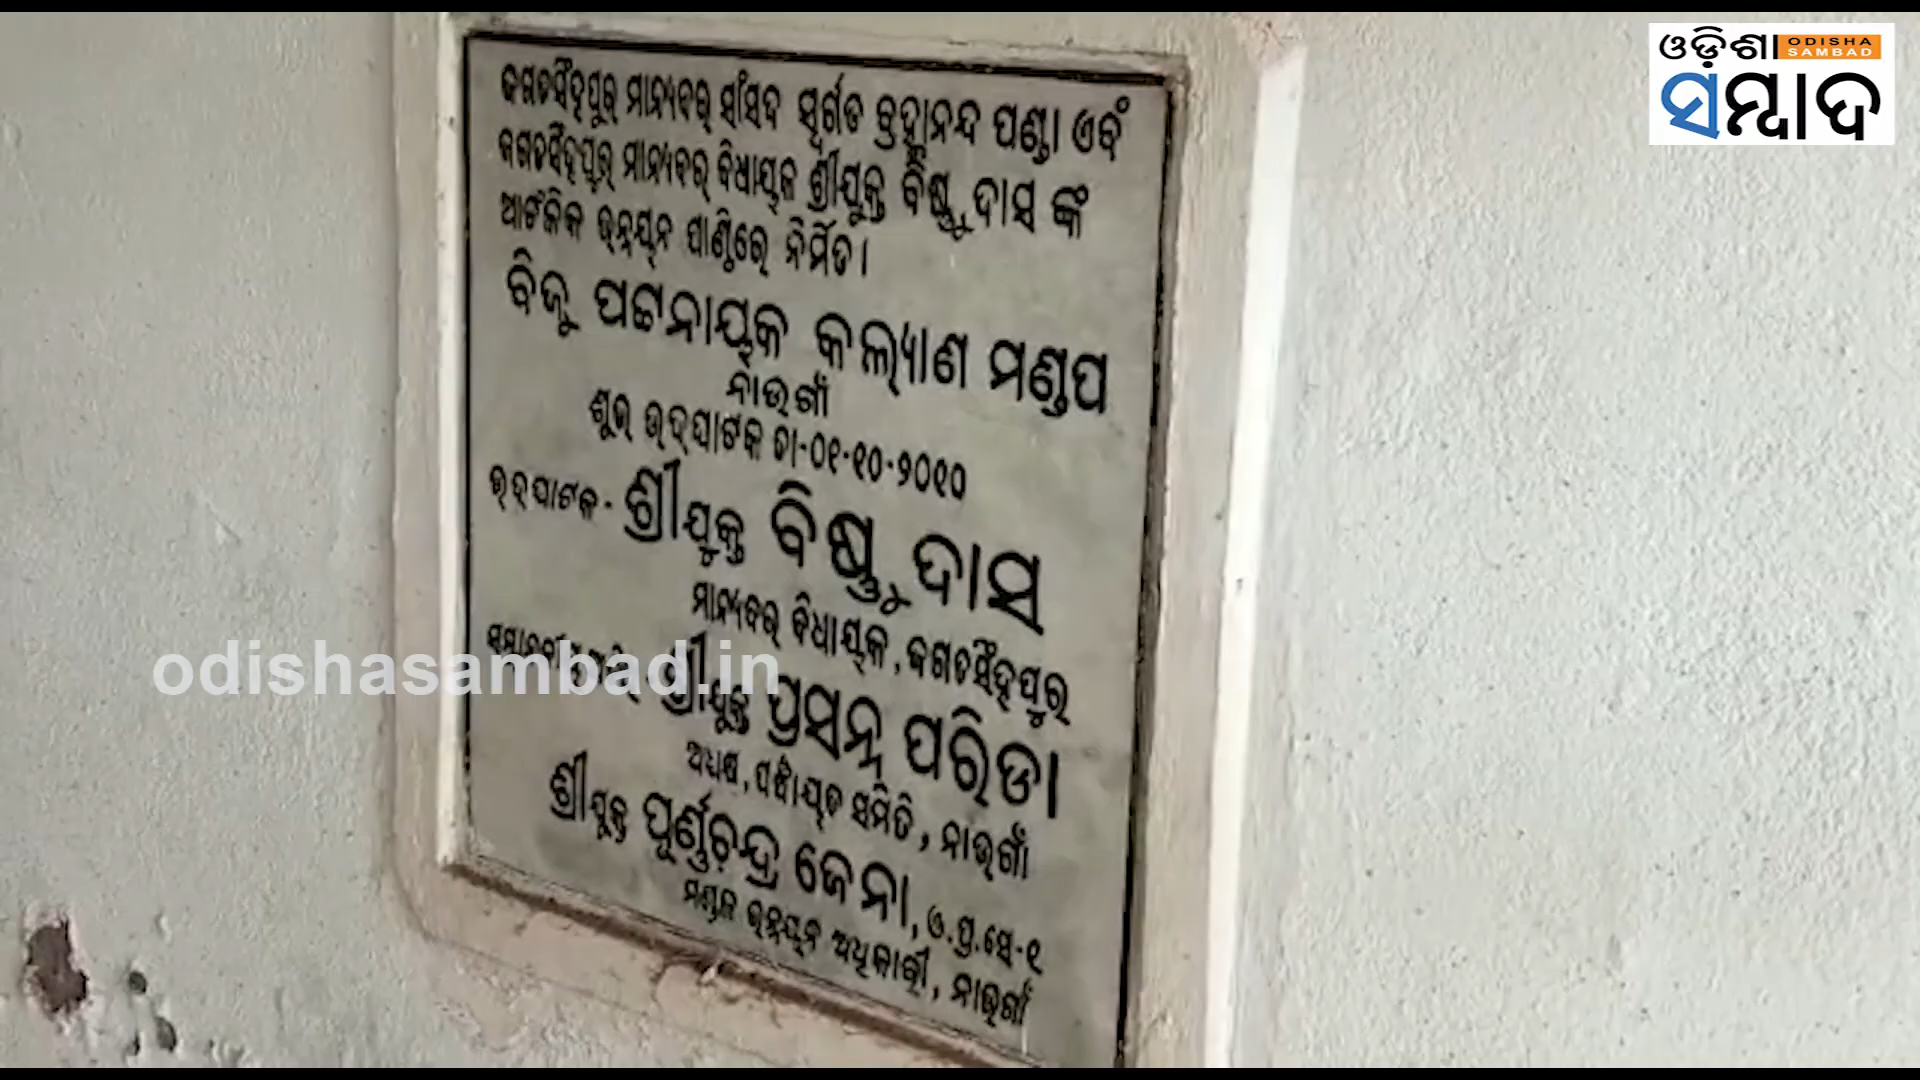 ଓଡ଼ିଶା ODISHA SAMBAD
ସମ୍ବାଦ
ଜଗତସିଂହପୁର ମାନ୍ୟବର ସାଂସଦ ସ୍ୱର୍ଗତ ବ୍ରହ୍ମାନନ୍ଦ ପଣ୍ଡା ଏବଂ
ଜଗତସିଂହପୁର ମାନ୍ୟବର ବିଧାୟକ ଶ୍ରୀଯୁକ୍ତ ବିଷ୍ଣୁ ଦାସ ଙ୍କ
ଆଂଚଳିକ ଉନ୍ନୟନ ପାଣ୍ଠିରେ ନିର୍ମିତ।
ବିଜୁ ପଟ୍ଟନାୟକ କଲ୍ୟାଣ ମଣ୍ଡପ
ନାଉଗାଁ
ଶୁଭ ଉଦ୍‌ଘାଟନ ତା-୦୧-୧୦-୨୦୧୦
ଉଦ୍‌ଘାଟକ- ଶ୍ରୀଯୁକ୍ତ ବିଷ୍ଣୁ ଦାସ
ମାନ୍ୟବର ବିଧାୟକ, ଜଗତସିଂହପୁର
ଶ୍ରୀଯୁକ୍ତ ପ୍ରସନ୍ନ ପରିଡା
ଅଧ୍ୟକ୍ଷ, ପଞ୍ଚାୟତ ସମିତି, ନାଉଗାଁ
ଶ୍ରୀଯୁକ୍ତ ପୂର୍ଣ୍ଣଚନ୍ଦ୍ର ଜେନା, ଓ.ପ୍ର.ସେ-୧
ମଣ୍ଡଳ ଉନ୍ନୟନ ଅଧିକାରୀ, ନାଉଗାଁ
odishasambad.in